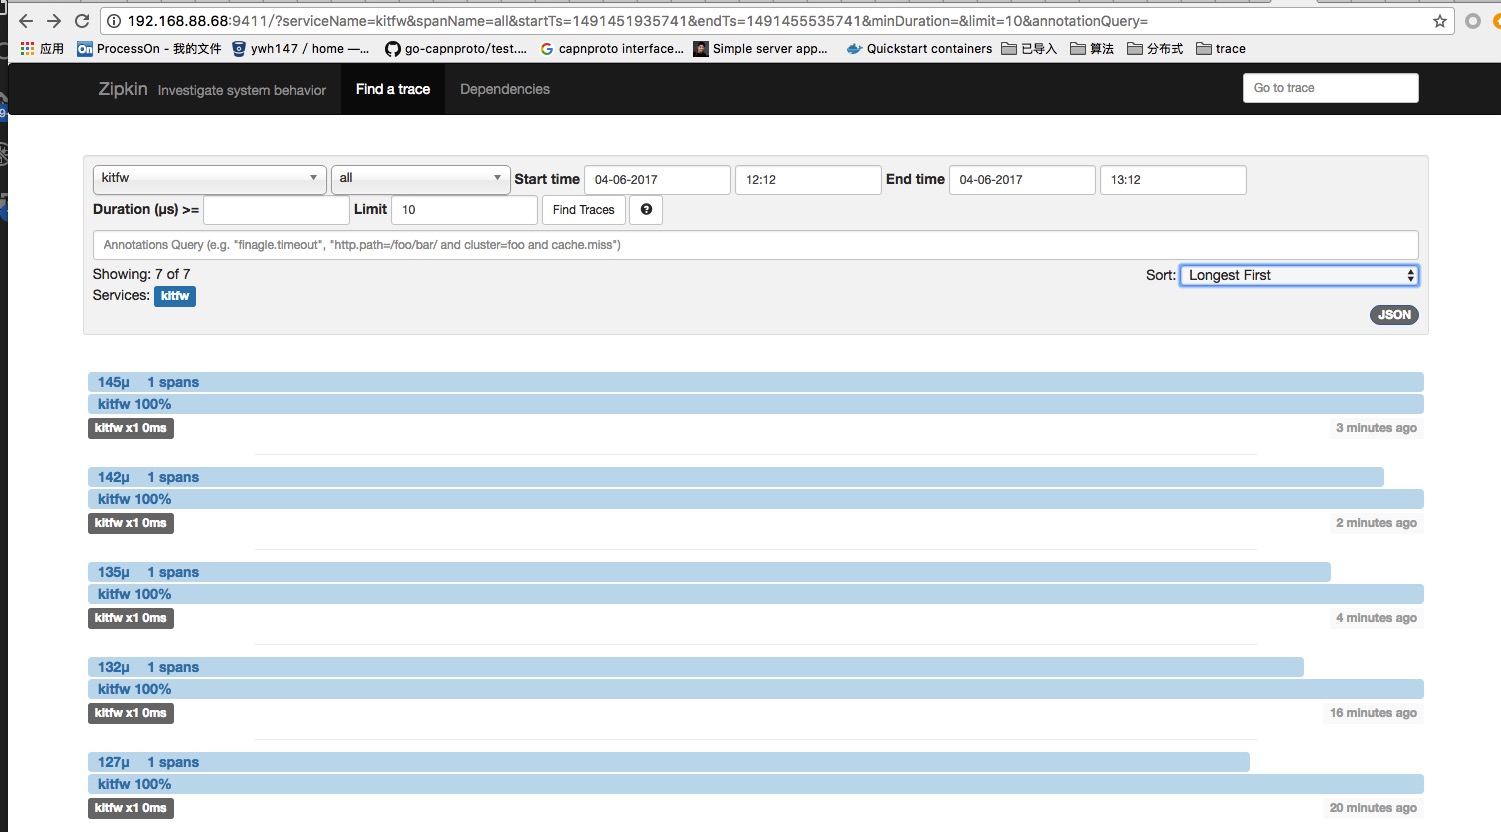 192.168.88.68:9411/?serviceName=kitfw&spanName=all&startTs=1491451935741&endTs=1491455535741&minDuration=&limit=10&annotationQuery=
应用 On ProcessOn - 我的文件 ywh147 / home —... go-capnproto/test.... G capnproto interface... Simple server app... Quickstart containers 已导入 算法 分布式 trace
Zipkin Investigate system behavior Find a trace Dependencies Go to trace
kitfw all Start time 04-06-2017 12:12 End time 04-06-2017 13:12
Duration (µs) >= Limit 10 Find Traces ?
Annotations Query (e.g. "finagle.timeout", "http.path=/foo/bar/ and cluster=foo and cache.miss")
Showing: 7 of 7 Sort: Longest First
Services: kitfw
JSON
145µ 1 spans
kitfw 100%
kitfw x1 0ms 3 minutes ago
142µ 1 spans
kitfw 100%
kitfw x1 0ms 2 minutes ago
135µ 1 spans
kitfw 100%
kitfw x1 0ms 4 minutes ago
132µ 1 spans
kitfw 100%
kitfw x1 0ms 16 minutes ago
127µ 1 spans
kitfw 100%
kitfw x1 0ms 20 minutes ago